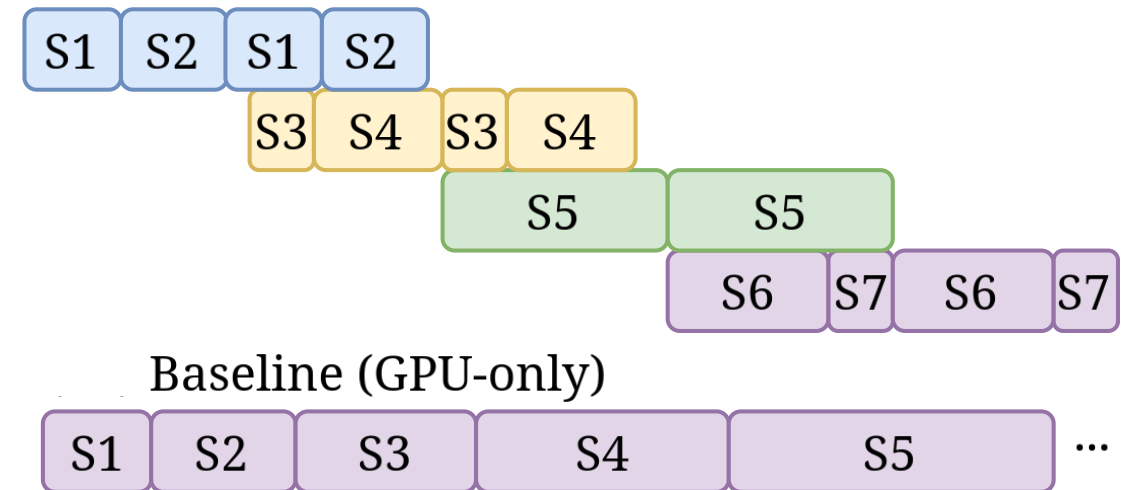 S1 S2 S1 S2
S3 S4 S3 S4
S5 S5
S6 S7 S6 S7
Baseline (GPU-only)
S1 S2 S3 S4 S5 ...